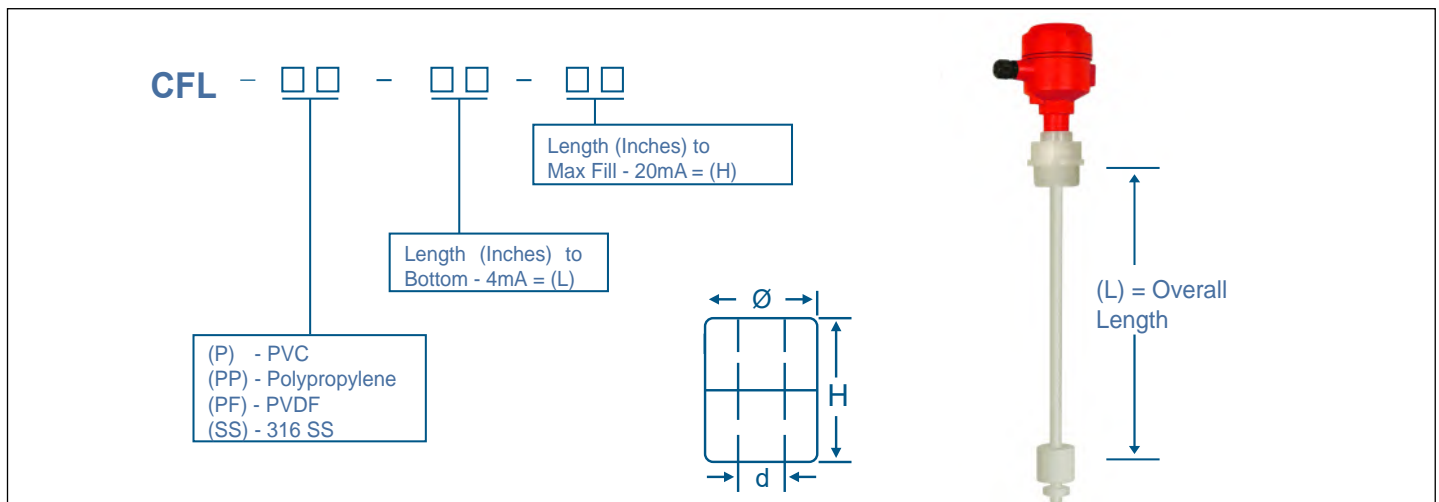 CFL - □□ - □□ - □□
Length (Inches) to
Max Fill - 20mA = (H)
Length (Inches) to
Bottom - 4mA = (L)
(P) - PVC
(PP) - Polypropylene
(PF) - PVDF
(SS) - 316 SS
Ø
H
d
(L) = Overall
Length